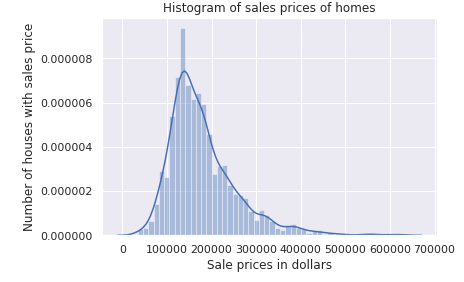 Histogram of sales prices of homes
Number of houses with sales price
0.000008
0.000006
0.000004
0.000002
0.000000
0 100000 200000 300000 400000 500000 600000 700000
Sale prices in dollars